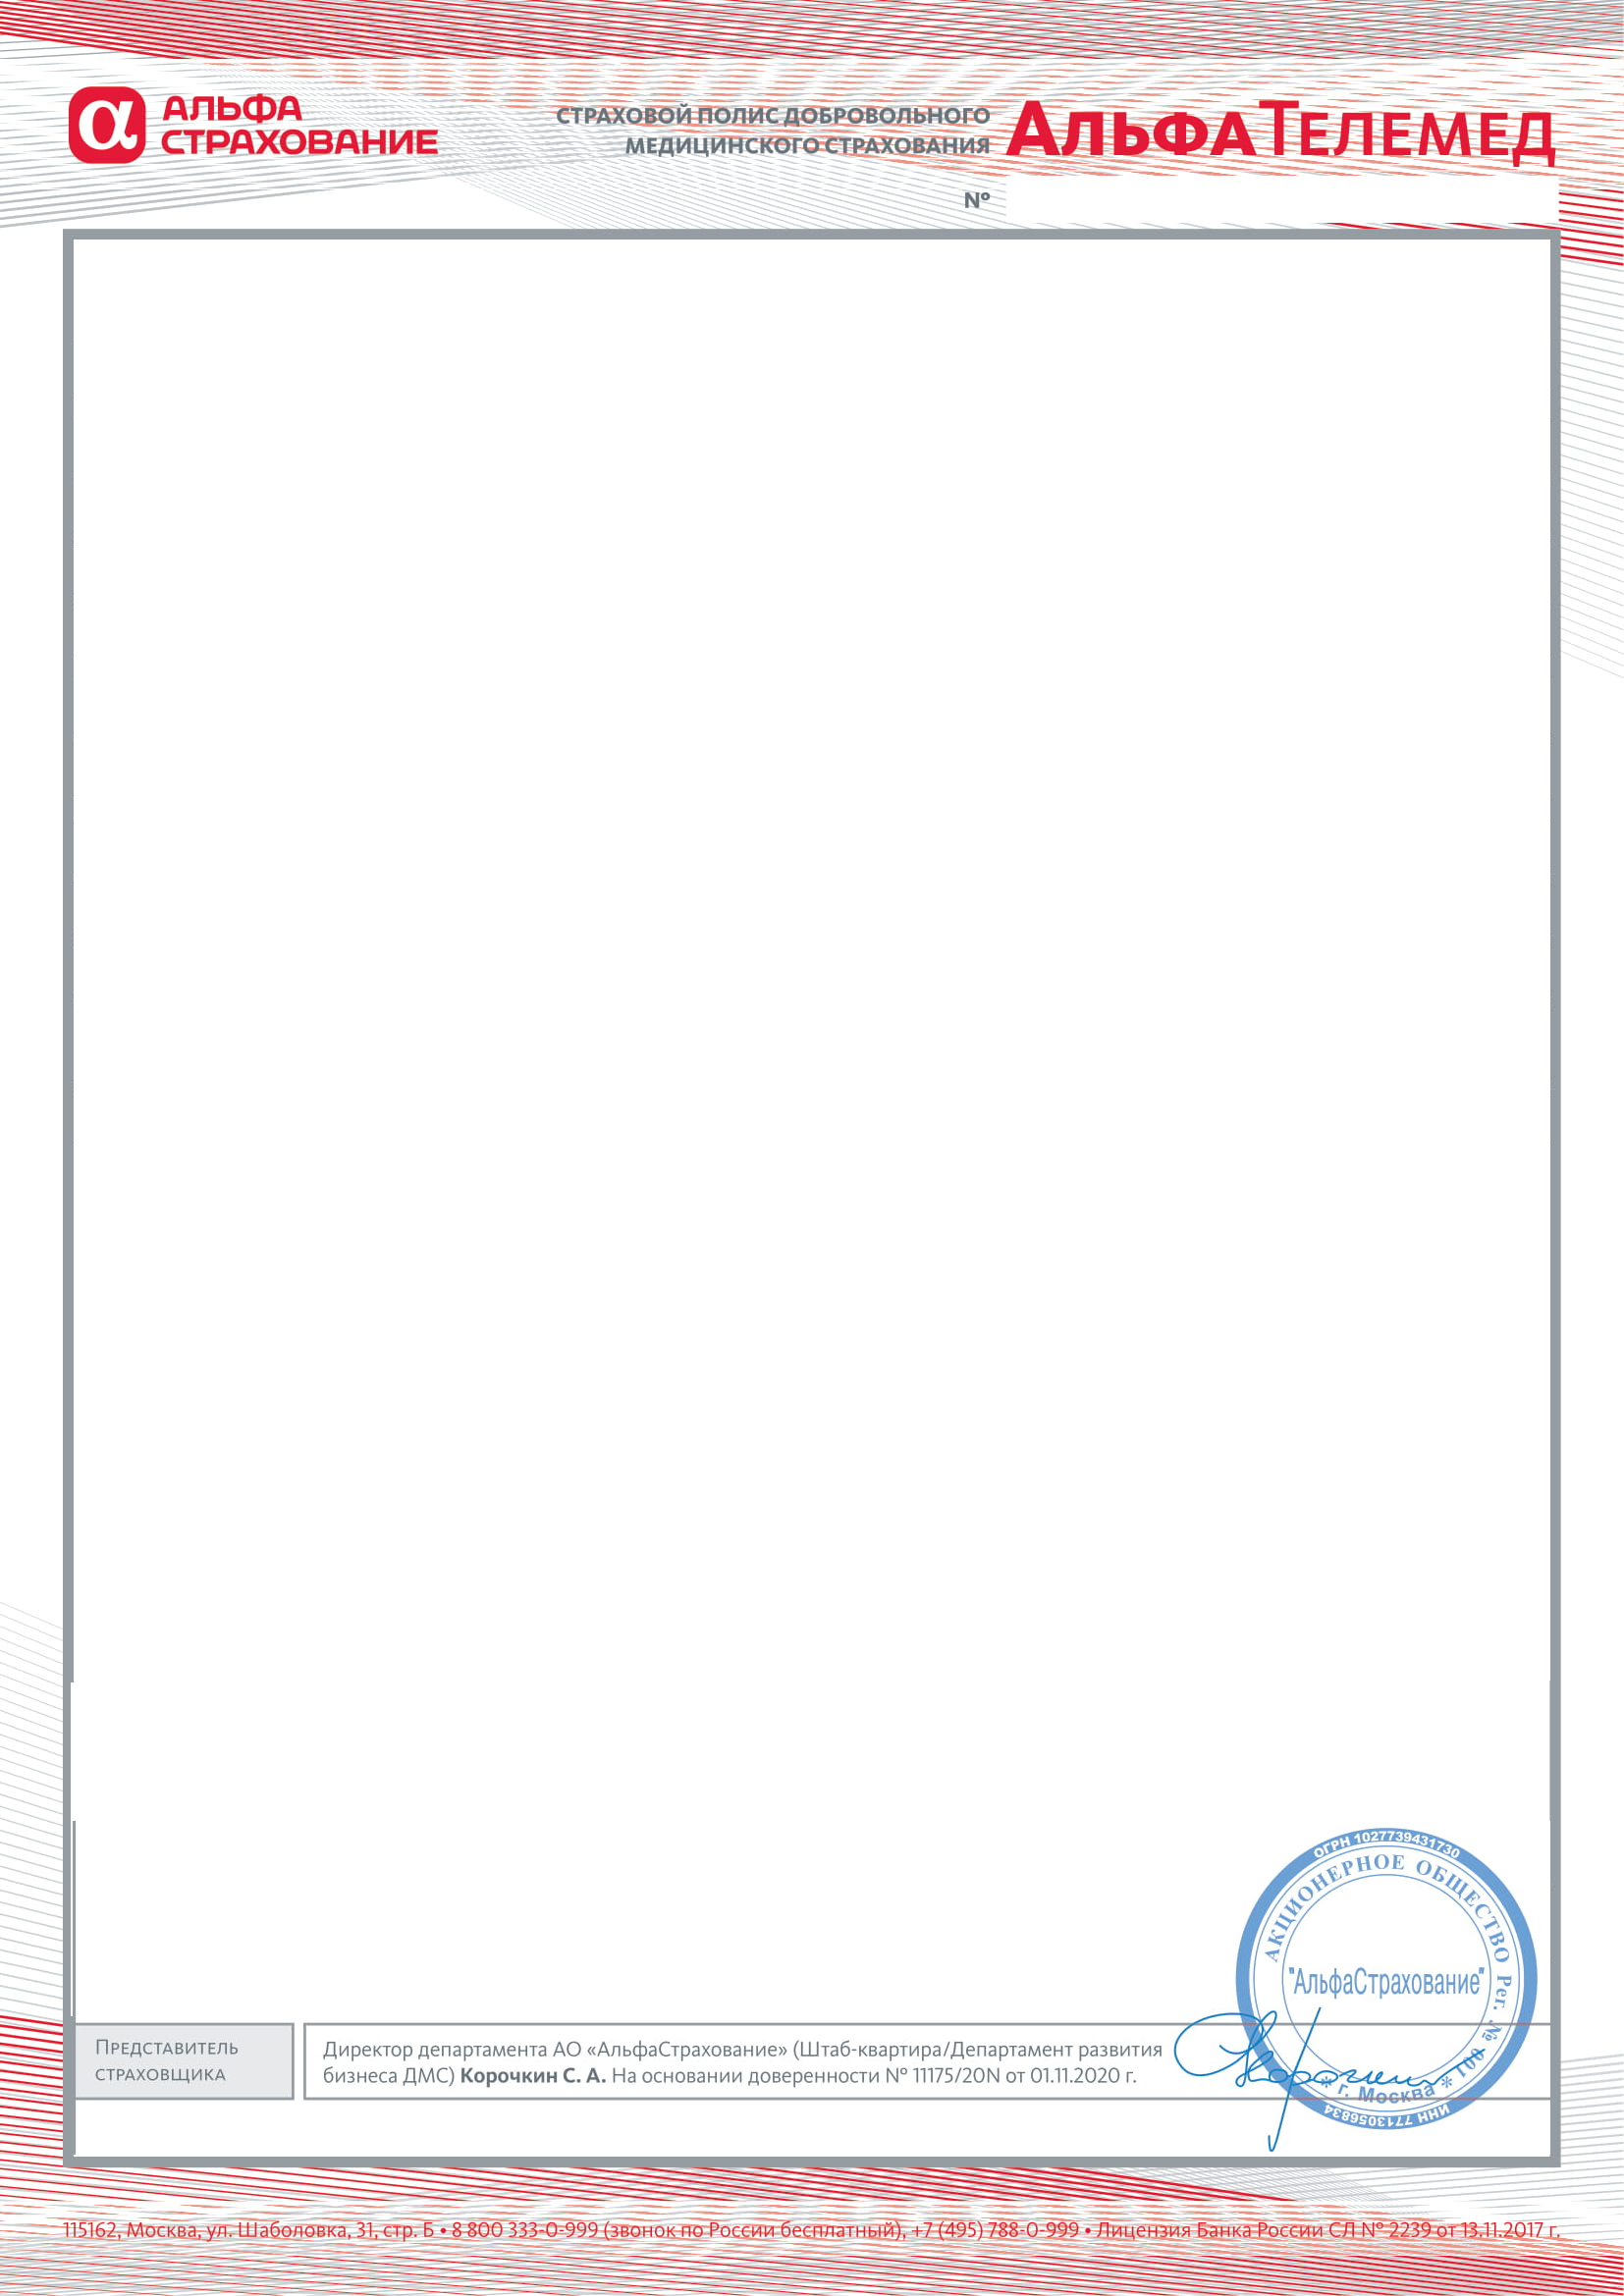 АЛЬФА
СТРАХОВАНИЕ
СТРАХОВОЙ ПОЛИС ДОБРОВОЛЬНОГО
МЕДИЦИНСКОГО СТРАХОВАНИЯ
АЛЬФАТЕЛЕМЕД
№
ОГРН 1027739431730
АКЦИОНЕРНОЕ ОБЩЕСТВО Рег. № 100
"АльфаСтрахование"
* г. Москва *
ИНН 7713056834
ПРЕДСТАВИТЕЛЬ
СТРАХОВЩИКА
Директор департамента АО «АльфаСтрахование» (Штаб-квартира/Департамент развития
бизнеса ДМС) Корочкин С. А. На основании доверенности № 11175/20N от 01.11.2020 г.
115162, Москва, ул. Шаболовка, 31, стр. Б • 8 800 333-0-999 (звонок по России бесплатный), +7 (495) 788-0-999 • Лицензия Банка России СЛ № 2239 от 13.11.2017 г.